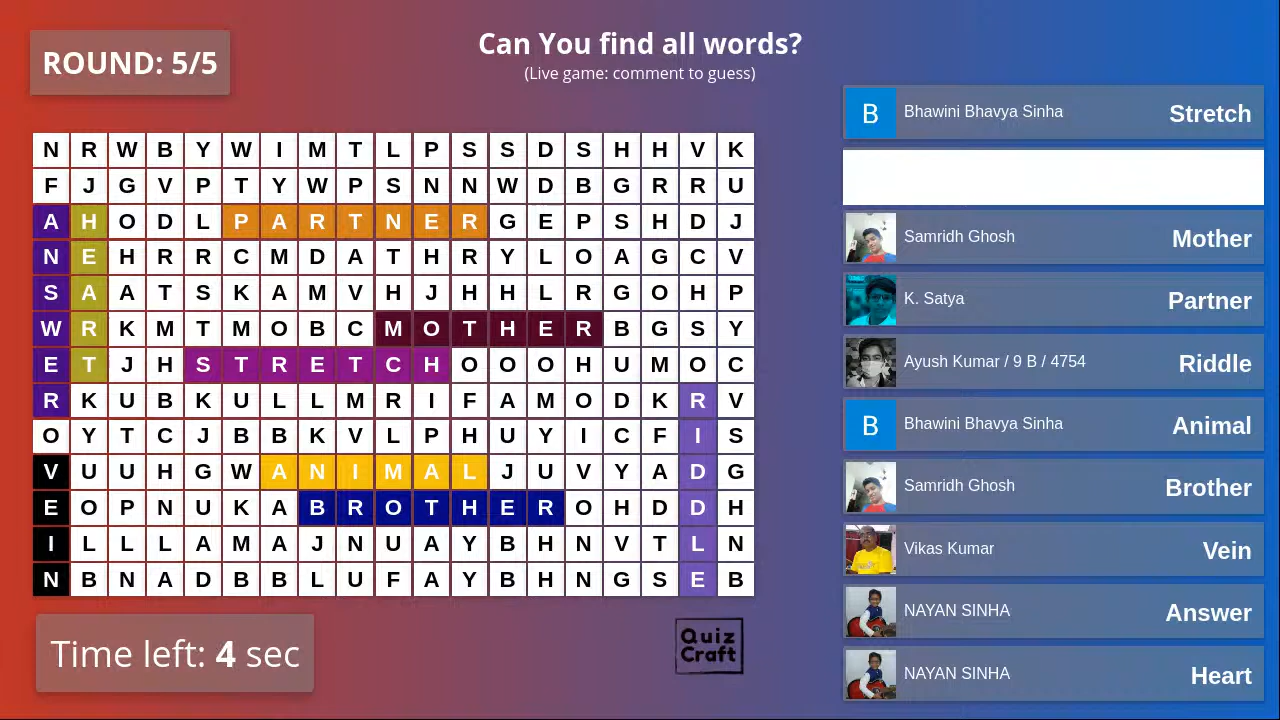 ROUND: 5/5
Can You find all words?
(Live game: comment to guess)
N R W B Y W I M T L P S S D S H H V K
F J G V P T Y W P S N N W D B G R R U
A H O D L P A R T N E R G E P S H D J
N E H R R C M D A T H R Y L O A G C V
S A A T S K A M V H J H H L R G O H P
W R K M T M O B C M O T H E R B G S Y
E T J H S T R E T C H O O O H U M O C
R K U B K U L L M R I F A M O D K R V
O Y T C J B B K V L P H U Y I C F I S
V U U H G W A N I M A L J U V Y A D G
E O P N U K A B R O T H E R O H D D H
I L L L A M A J N U A Y B H N V T L N
N B N A D B B L U F A Y B H N G S E B
Time left: 4 sec
Quiz
Craft
B Bhawini Bhavya Sinha Stretch
Samridh Ghosh Mother
K. Satya Partner
Ayush Kumar / 9 B / 4754 Riddle
B Bhawini Bhavya Sinha Animal
Samridh Ghosh Brother
Vikas Kumar Vein
NAYAN SINHA Answer
NAYAN SINHA Heart